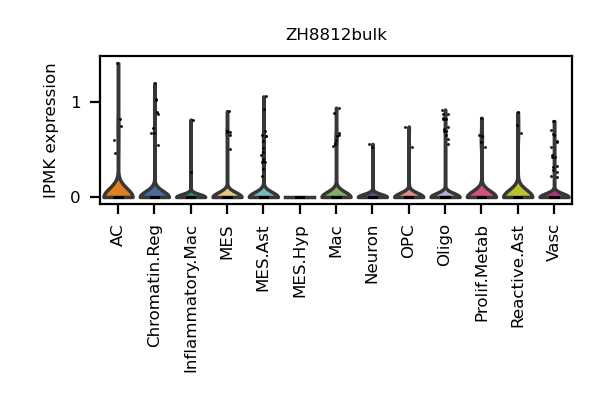 ZH8812bulk
IPMK expression
1
0
AC
Chromatin.Reg
Inflammatory.Mac
MES
MES.Ast
MES.Hyp
Mac
Neuron
OPC
Oligo
Prolif.Metab
Reactive.Ast
Vasc